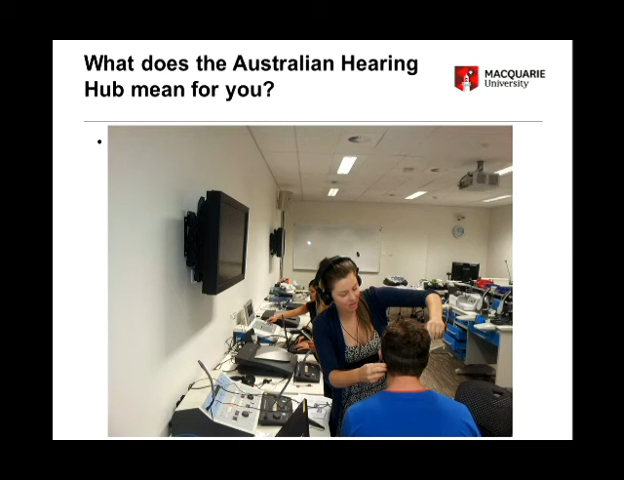 What does the Australian Hearing
Hub mean for you?
MACQUARIE
University